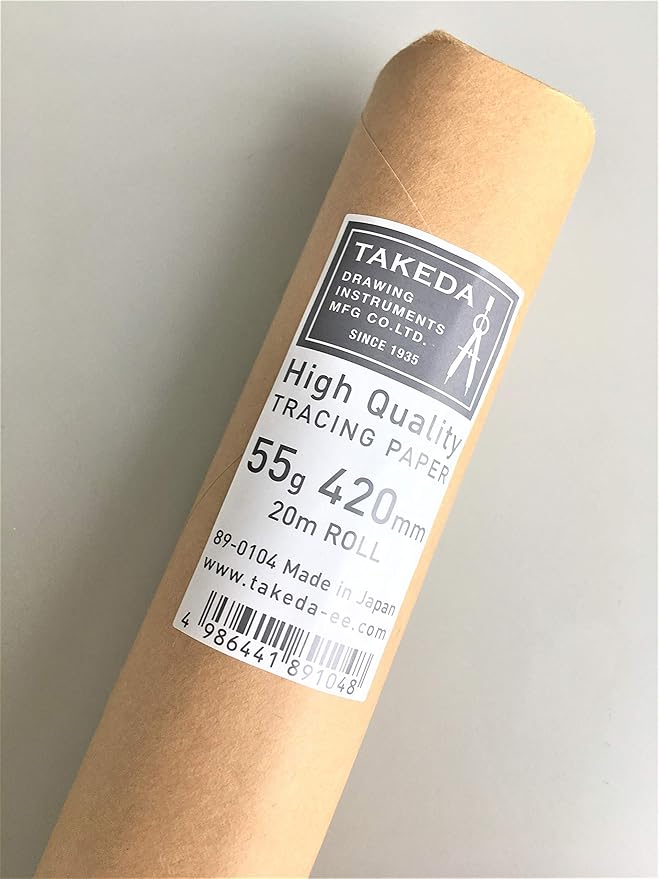 TAKEDA
DRAWING
INSTRUMENTS
MFG CO.LTD.
SINCE 1935
High Quality
TRACING PAPER
55g 420mm
20m ROLL
89-0104 Made in Japan
www.takeda-ee.com
4 986441 891048